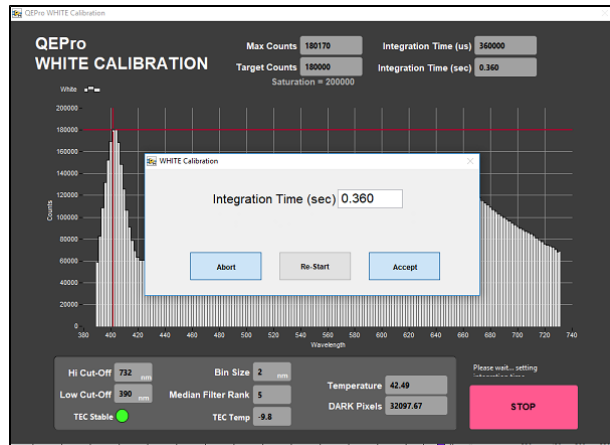 QEPro WHITE Calibration
QEPro
WHITE CALIBRATION
Max Counts 180170
Integration Time (us) 360000
Target Counts 180000
Integration Time (sec) 0.360
Saturation = 200000
White
200000
180000
160000
140000
120000
100000
80000
60000
40000
20000
0
Counts
WHITE Calibration
Integration Time (sec) 0.360
Abort
Re-Start
Accept
380 400 420 440 460 480 500 520 540 560 580 600 620 640 660 680 700 720 740
Wavelength
Hi Cut-Off 732 nm
Bin Size 2 nm
Low Cut-Off 390 nm
Median Filter Rank 5
TEC Stable
TEC Temp -9.8
Temperature 42.49
DARK Pixels 32097.67
Please wait... setting
integration time
STOP